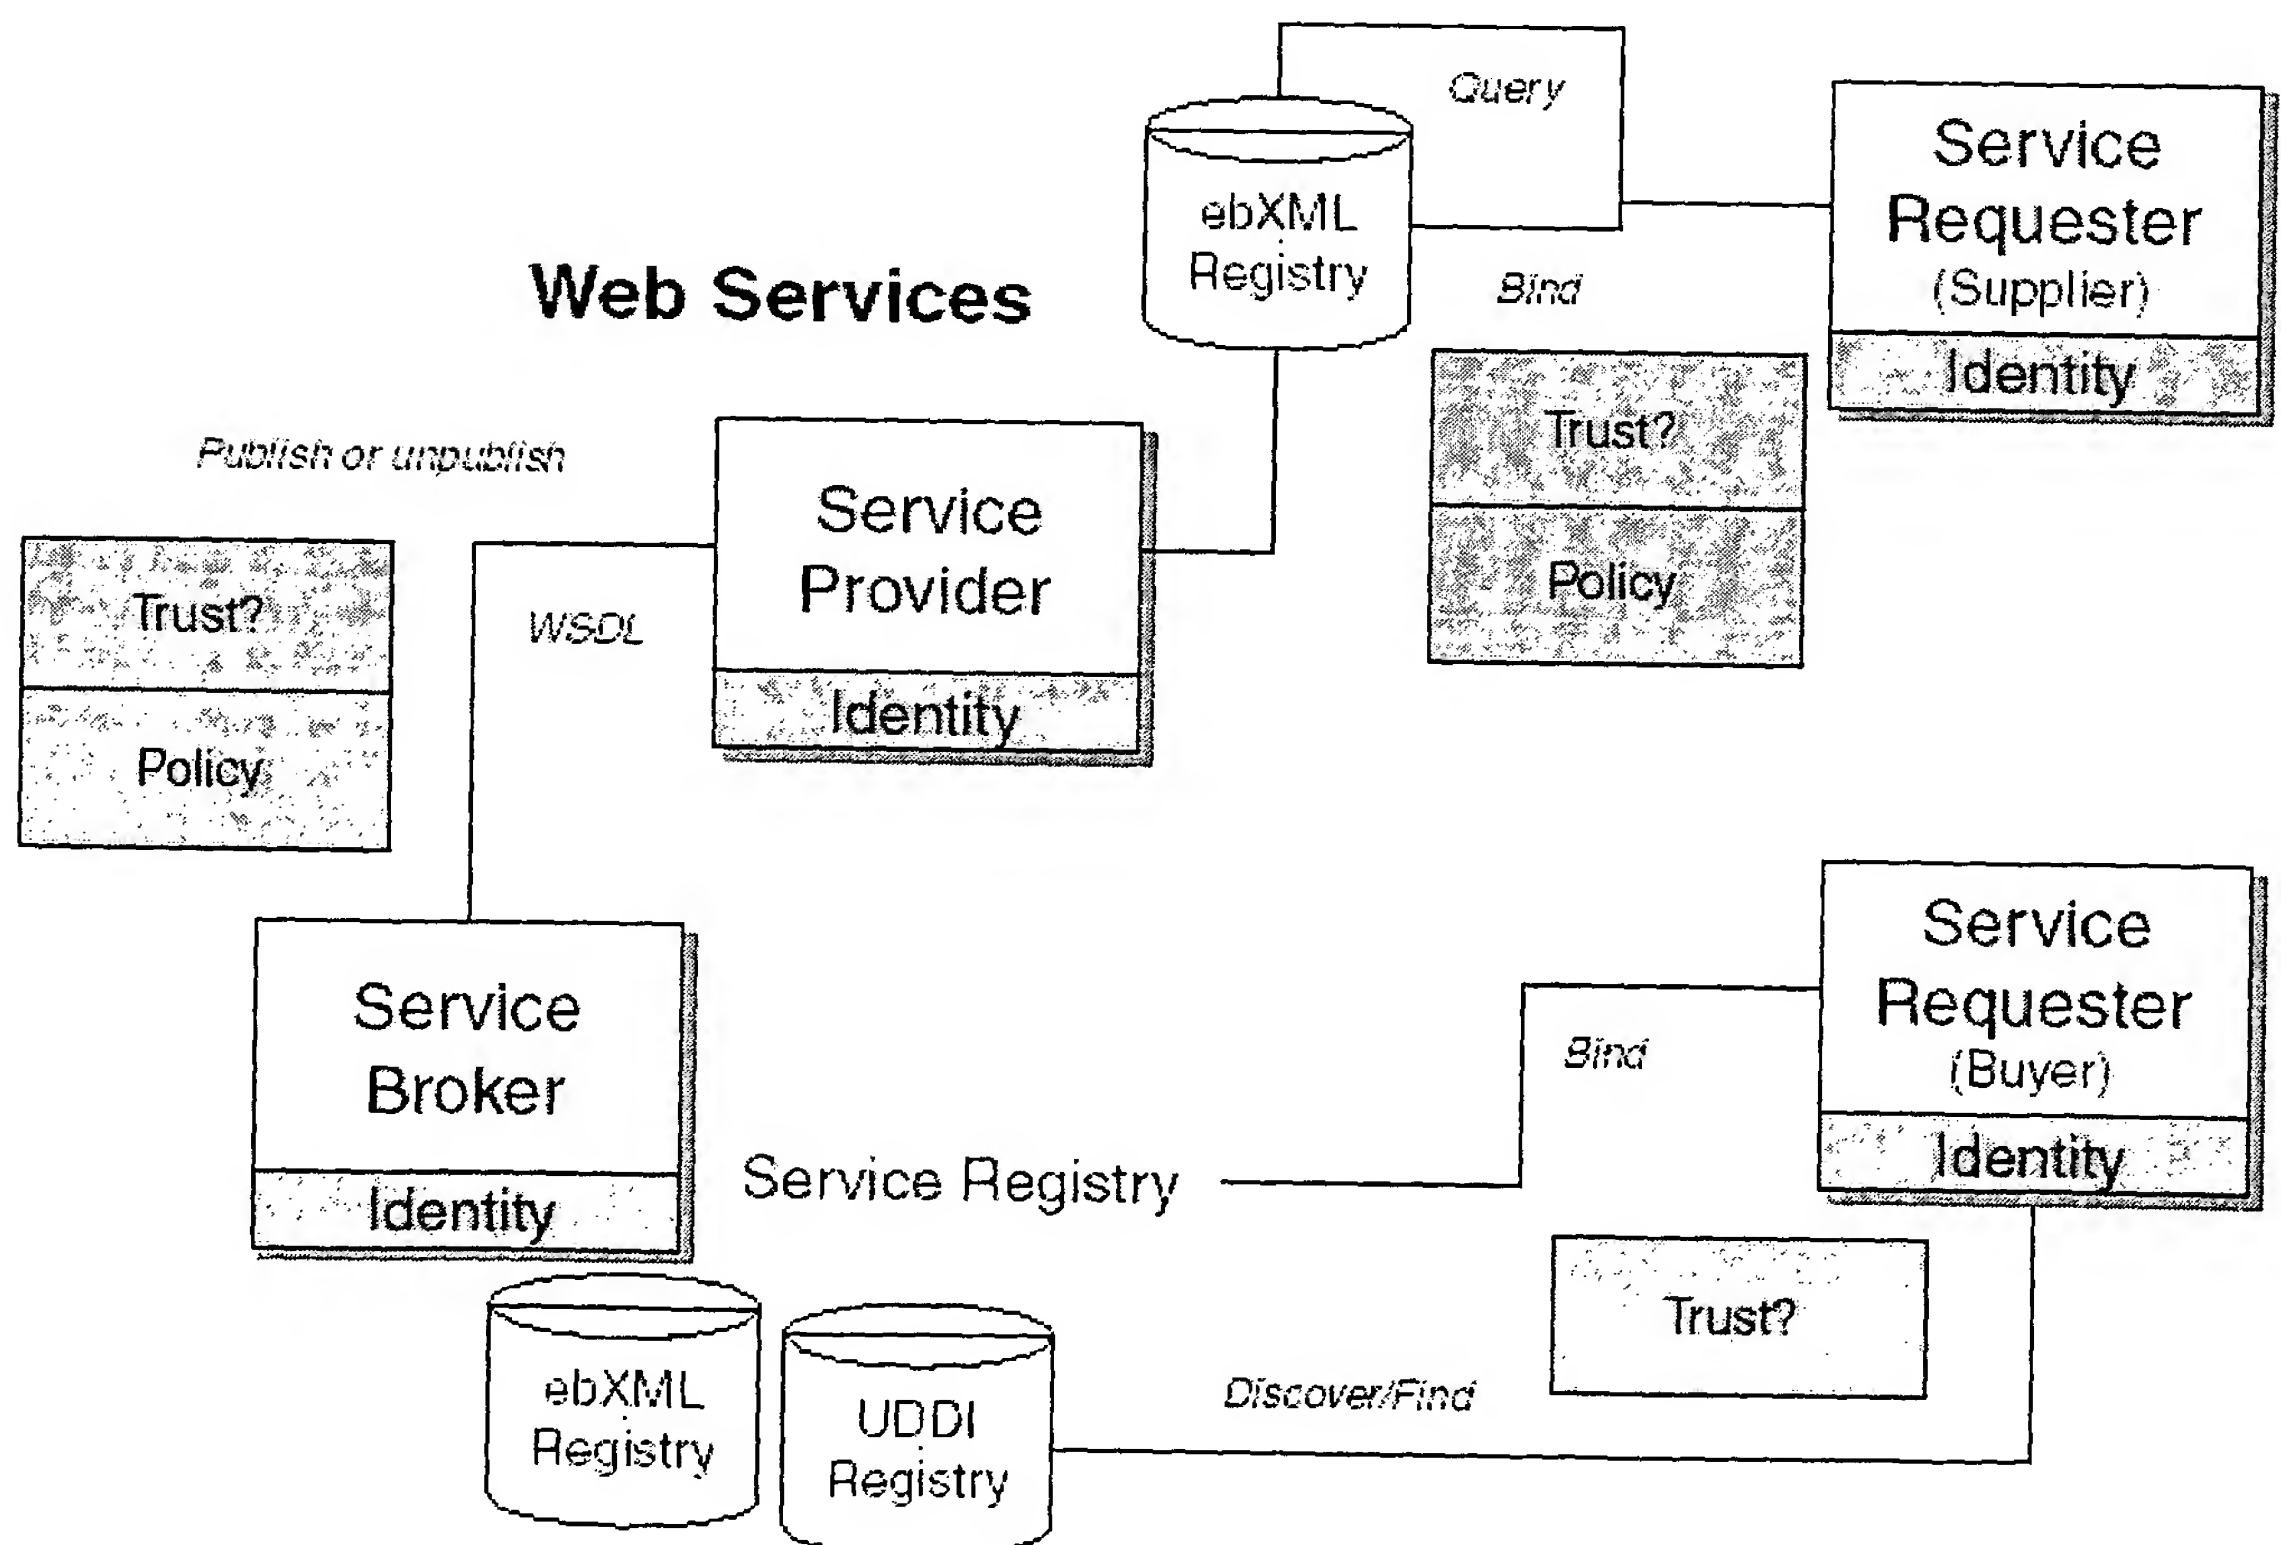 Query
Service
Requester
(Supplier)
Identity
ebXML
Registry
Web Services
Bind
Trust?
Policy
Publish or unpublish
Service
Provider
Identity
WSDL
Trust?
Policy
Service
Broker
Identity
Service Registry
Bind
Service
Requester
(Buyer)
Identity
Trust?
ebXML
Registry
UDDI
Registry
Discover/Find